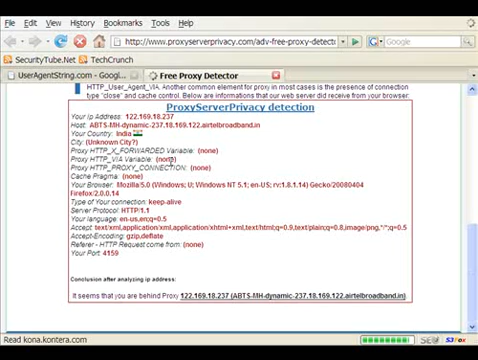 File Edit View History Bookmarks Tools Help
http://www.proxyserverprivacy.com/adv-free-proxy-detecto
Google
SecurityTube.Net TechCrunch
UserAgentString.com - Googl...
Free Proxy Detector
HTTP_User_Agent_VIA. Another common element for proxy in most cases is the presence of connection
type "close" and cache control. Below are informations that our web server did receive from your browser:
ProxyServerPrivacy detection
Your ip Address: 122.169.18.237
Host: ABTS-MH-dynamic-237.18.169.122.airtelbroadband.in
Your Country: India
City: (Unknown City?)
Proxy HTTP_X_FORWARDED Variable: (none)
Proxy HTTP_VIA Variable: (none)
Proxy HTTP_PROXY_CONNECTION: (none)
Cache Pragma: (none)
Your Browser: Mozilla/5.0 (Windows; U; Windows NT 5.1; en-US; rv:1.8.1.14) Gecko/20080404
Firefox/2.0.0.14
Type of Your connection: keep-alive
Server Protocol: HTTP/1.1
Your language: en-us,en;q=0.5
Accept: text/xml,application/xml,application/xhtml+xml,text/html;q=0.9,text/plain;q=0.8,image/png,*/*;q=0.5
Accept-Encoding: gzip,deflate
Referer - HTTP Request come from: (none)
Your Port: 4159
Conclusion after analyzing ip address:
It seems that you are behind Proxy 122.169.18.237 (ABTS-MH-dynamic-237.18.169.122.airtelbroadband.in)
Read kona.kontera.com